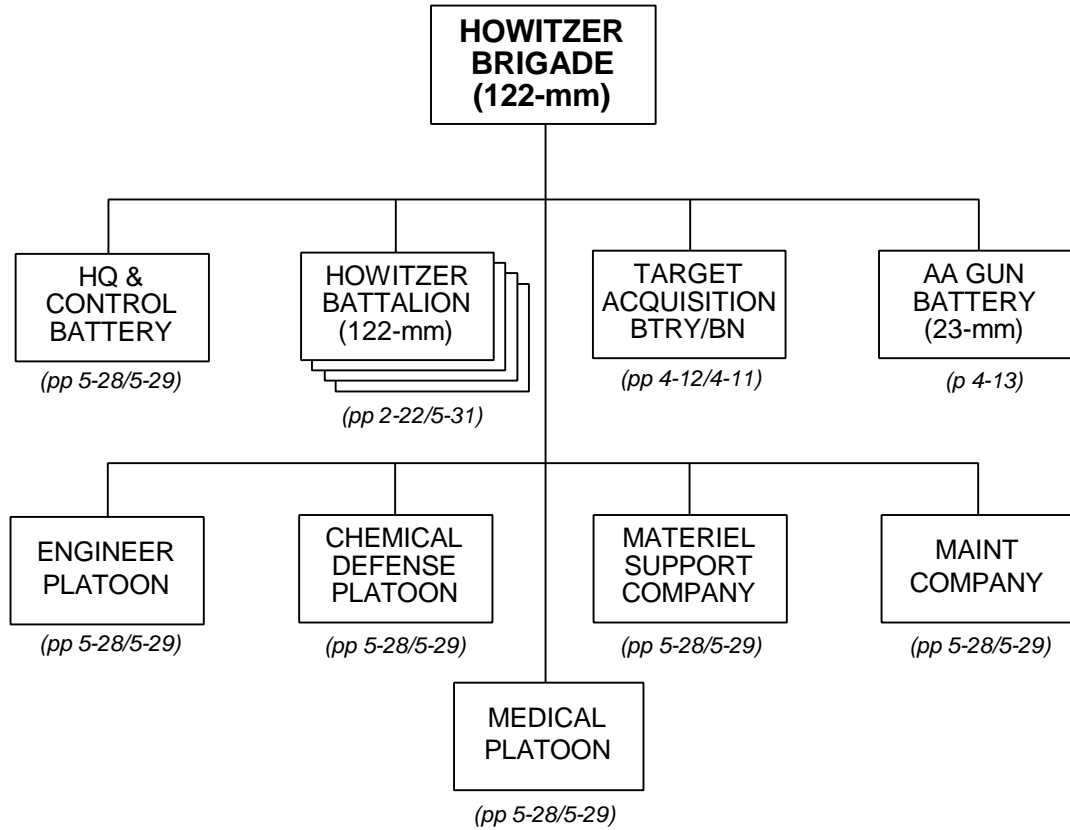 HOWITZER
BRIGADE
(122-mm)
HQ &
CONTROL
BATTERY
(pp 5-28/5-29)
HOWITZER
BATTALION
(122-mm)
(pp 2-22/5-31)
TARGET
ACQUISITION
BTRY/BN
(pp 4-12/4-11)
AA GUN
BATTERY
(23-mm)
(p 4-13)
ENGINEER
PLATOON
(pp 5-28/5-29)
CHEMICAL
DEFENSE
PLATOON
(pp 5-28/5-29)
MATERIEL
SUPPORT
COMPANY
(pp 5-28/5-29)
MAINT
COMPANY
(pp 5-28/5-29)
MEDICAL
PLATOON
(pp 5-28/5-29)